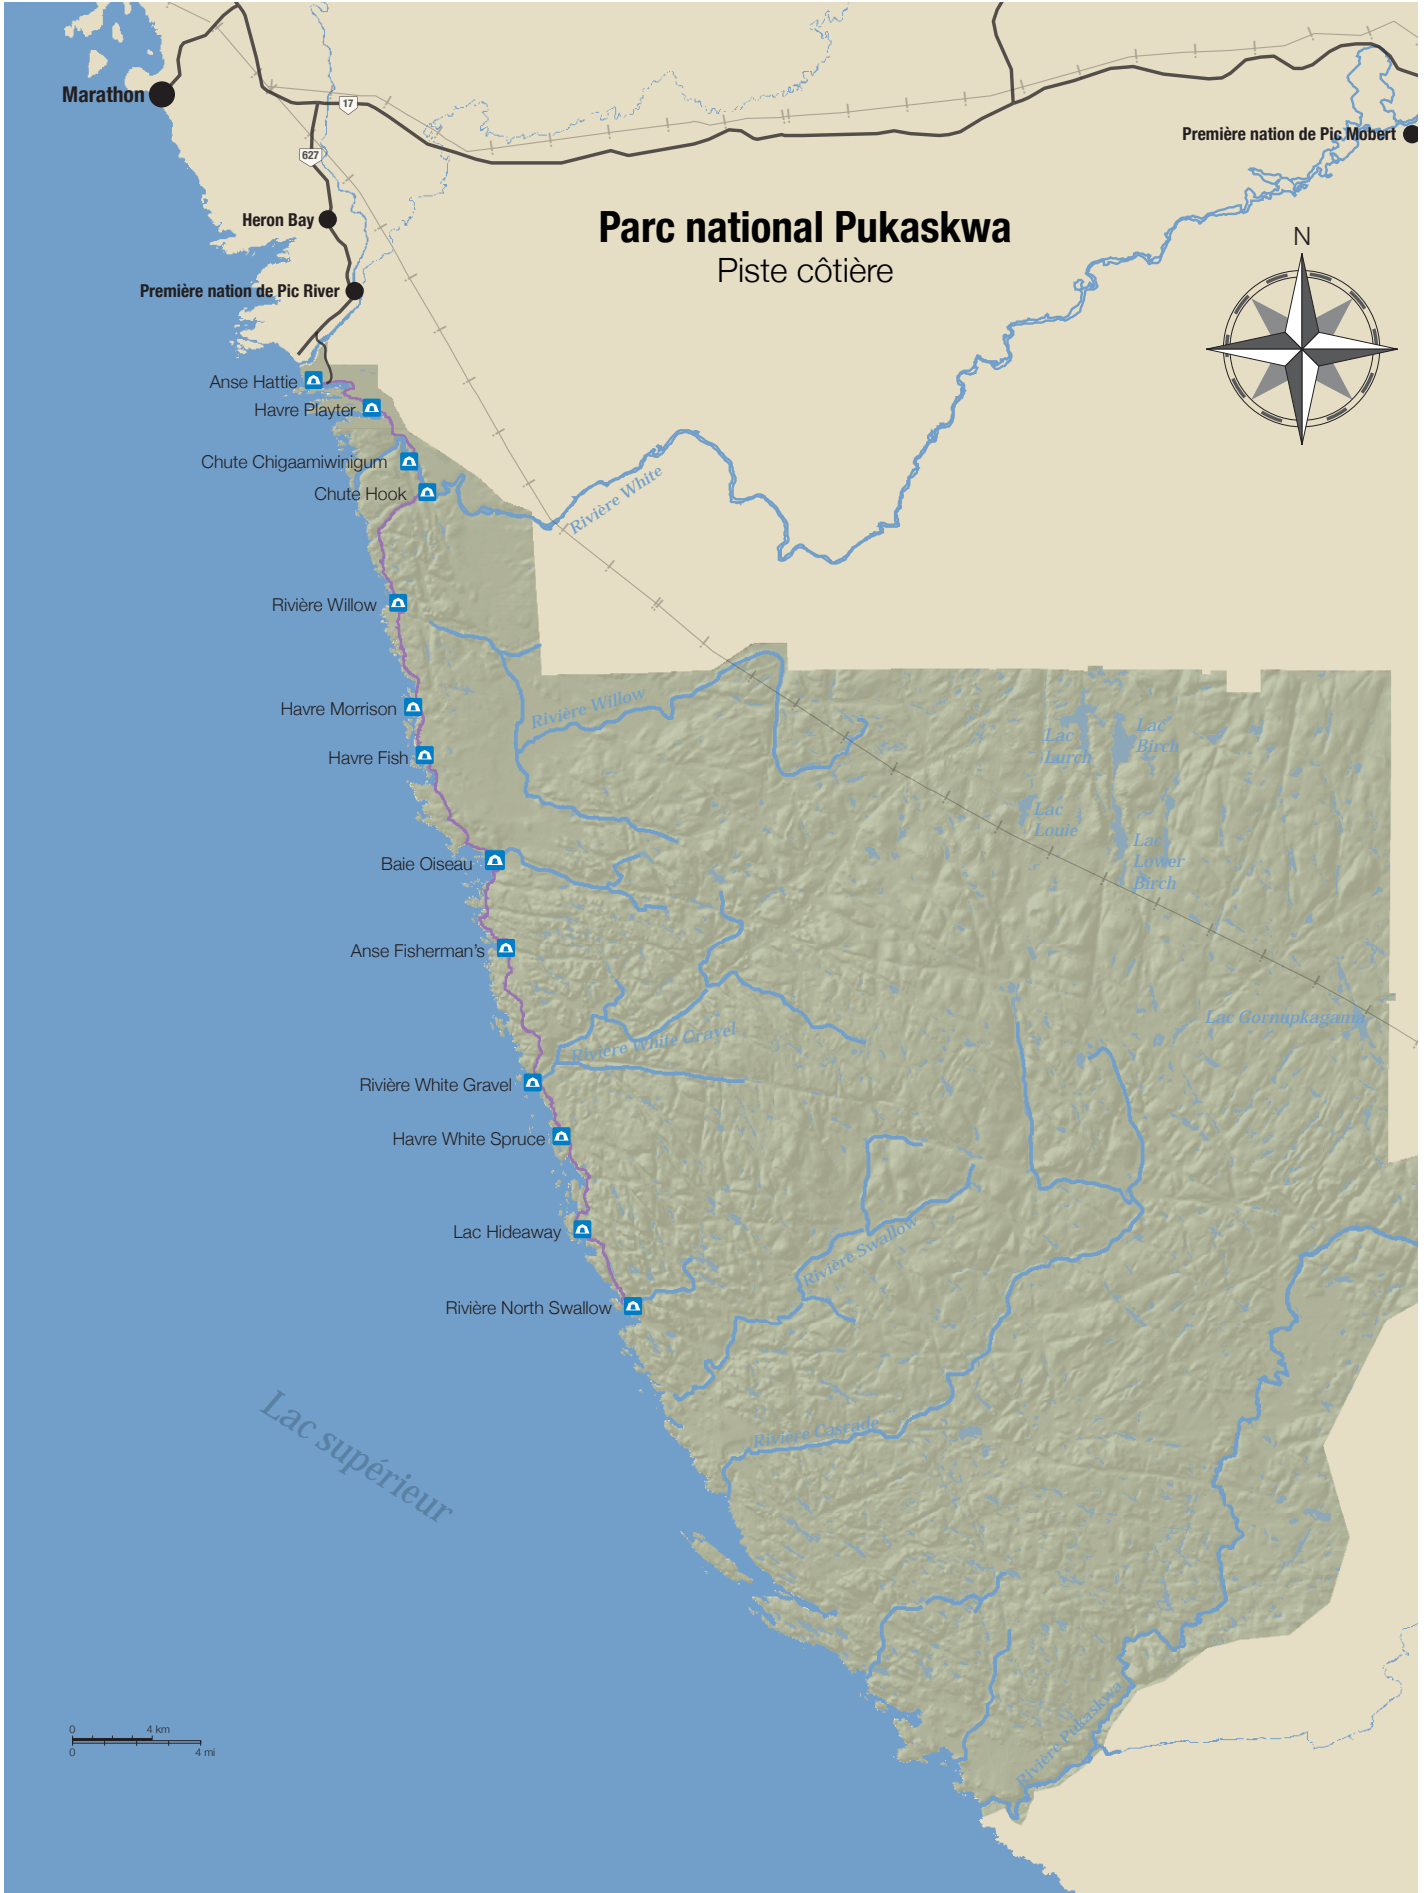 Marathon
17
Première nation de Pic Mobert
627
Heron Bay
Parc national Pukaskwa
Piste côtière
N
Première nation de Pic River
Anse Hattie
Havre Playter
Chute Chigaamiwinigum
Chute Hook
Rivière White
Rivière Willow
Havre Morrison
Rivière Willow
Lac
Lurch
Lac
Birch
Havre Fish
Lac
Louie
Lac
Lower
Birch
Baie Oiseau
Anse Fisherman's
Lac Gornupkagama
Rivière White Gravel
Rivière White Gravel
Havre White Spruce
Lac Hideaway
Rivière Swallow
Rivière North Swallow
Lac supérieur
Rivière Cascade
Rivière Pukaskwa
0 4 km
0 4 mi